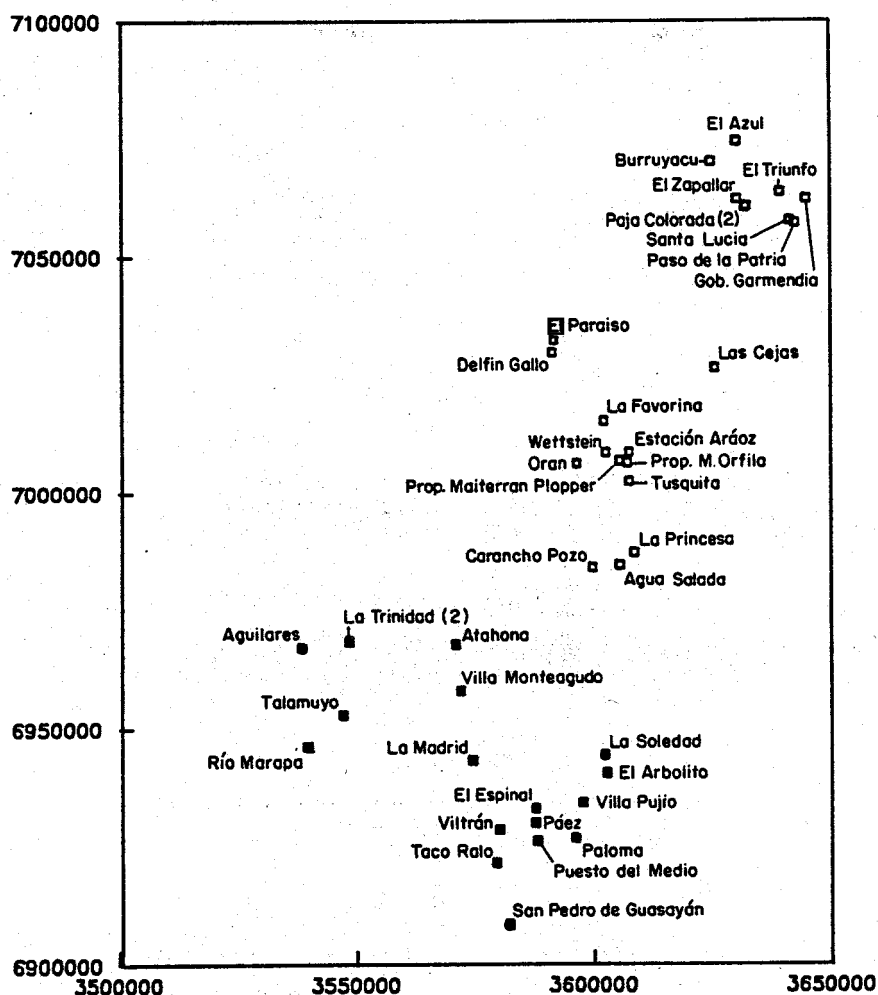 7100000
El Azul
Burruyacu
El Triunfo
El Zapallar
Paja Colorada (2)
Santa Lucia
Paso de la Patria
7050000
Gob. Garmendia
El Paraiso
Delfin Gallo
Las Cejas
La Favorina
Wettstein
Estación Aráoz
Oran
Prop. M. Orfila
Prop. Maiterran Plopper
Tusquita
7000000
La Princesa
Carancho Pozo
Agua Salada
La Trinidad (2)
Aguilares
Atahona
Villa Monteagudo
Talamuyo
6950000
La Madrid
La Soledad
Río Marapa
El Arbolito
El Espinal
Villa Pujio
Viltrán
Páez
Taco Ralo
Paloma
Puesto del Medio
San Pedro de Guasayán
6900000
3500000
3550000
3600000
3650000